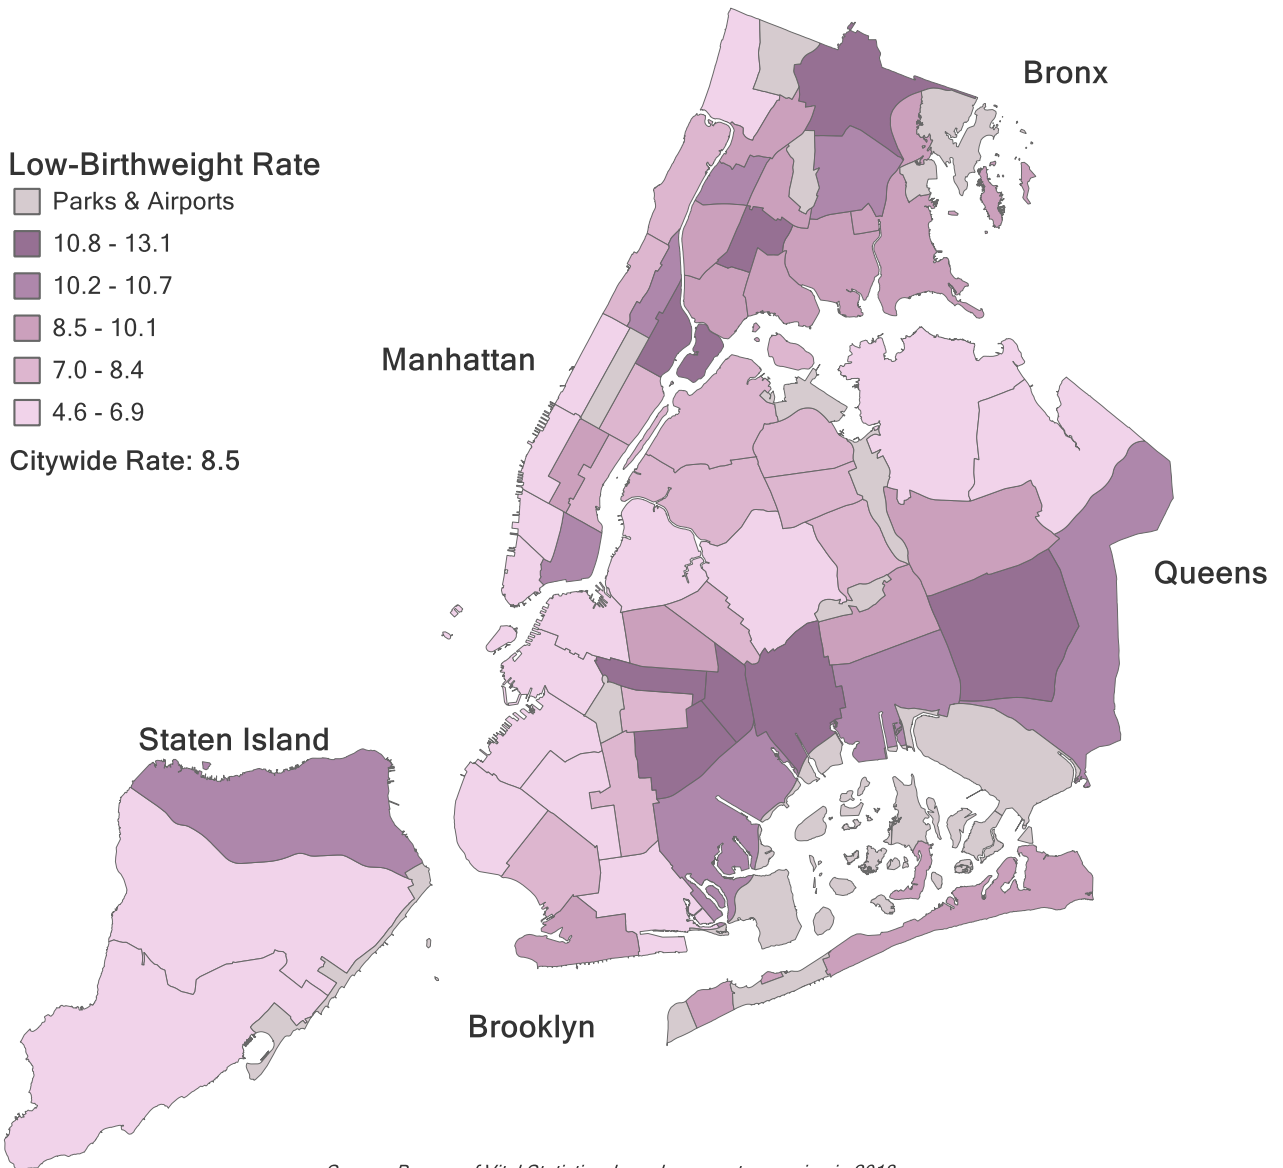 Bronx
Low-Birthweight Rate
Parks & Airports
10.8 - 13.1
10.2 - 10.7
8.5 - 10.1
7.0 - 8.4
4.6 - 6.9
Citywide Rate: 8.5
Manhattan
Queens
Staten Island
Brooklyn